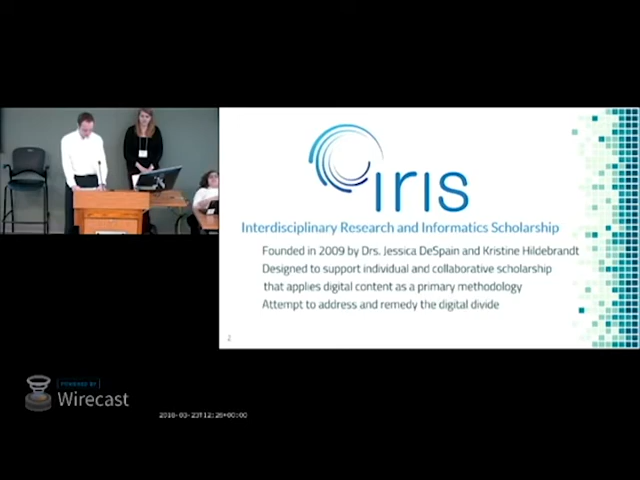 iris
Interdisciplinary Research and Informatics Scholarship
Founded in 2009 by Drs. Jessica DeSpain and Kristine Hildebrandt
Designed to support individual and collaborative scholarship
that applies digital content as a primary methodology
Attempt to address and remedy the digital divide
2
POWERED BY
Wirecast